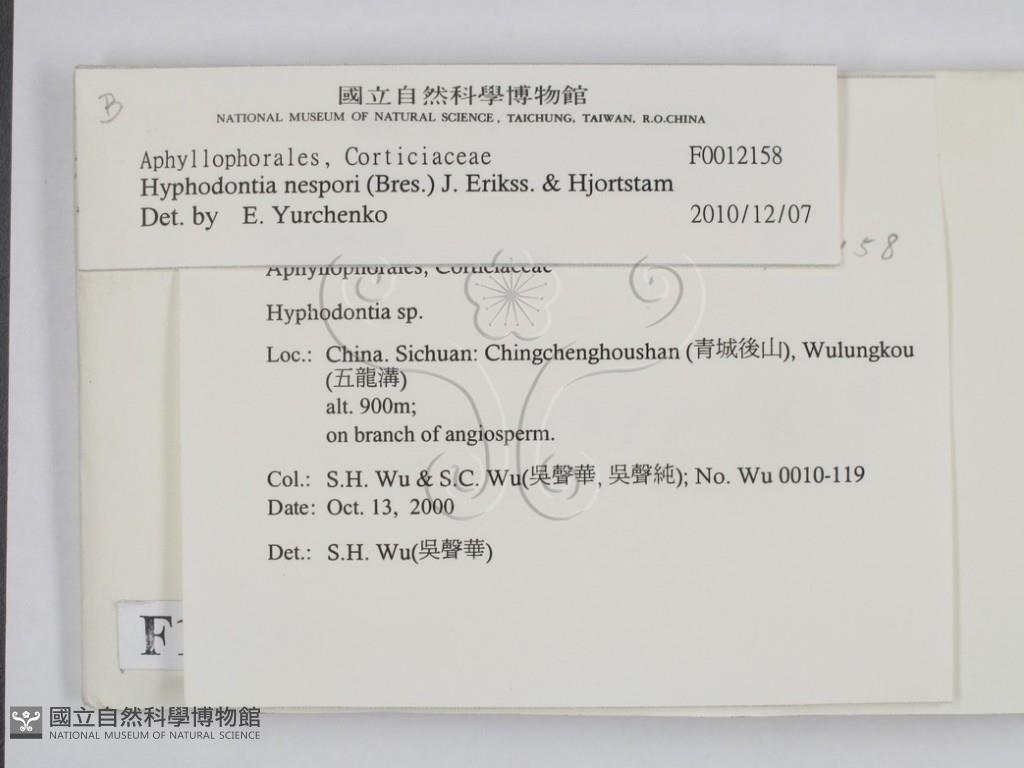 B
國立自然科學博物館
NATIONAL MUSEUM OF NATURAL SCIENCE, TAICHUNG, TAIWAN, R.O.CHINA
Aphyllophorales, Corticiaceae F0012158
Hyphodontia nespori (Bres.) J. Erikss. & Hjortstam
Det. by E. Yurchenko 2010/12/07
58
Aphyllophorales, Corticiaceae
Hyphodontia sp.
Loc.: China. Sichuan: Chingchenghoushan (青城後山), Wulungkou
(五龍溝)
alt. 900m;
on branch of angiosperm.
Col.: S.H. Wu & S.C. Wu(吳聲華, 吳聲純); No. Wu 0010-119
Date: Oct. 13, 2000
Det.: S.H. Wu(吳聲華)
F
國立自然科學博物館
NATIONAL MUSEUM OF NATURAL SCIENCE